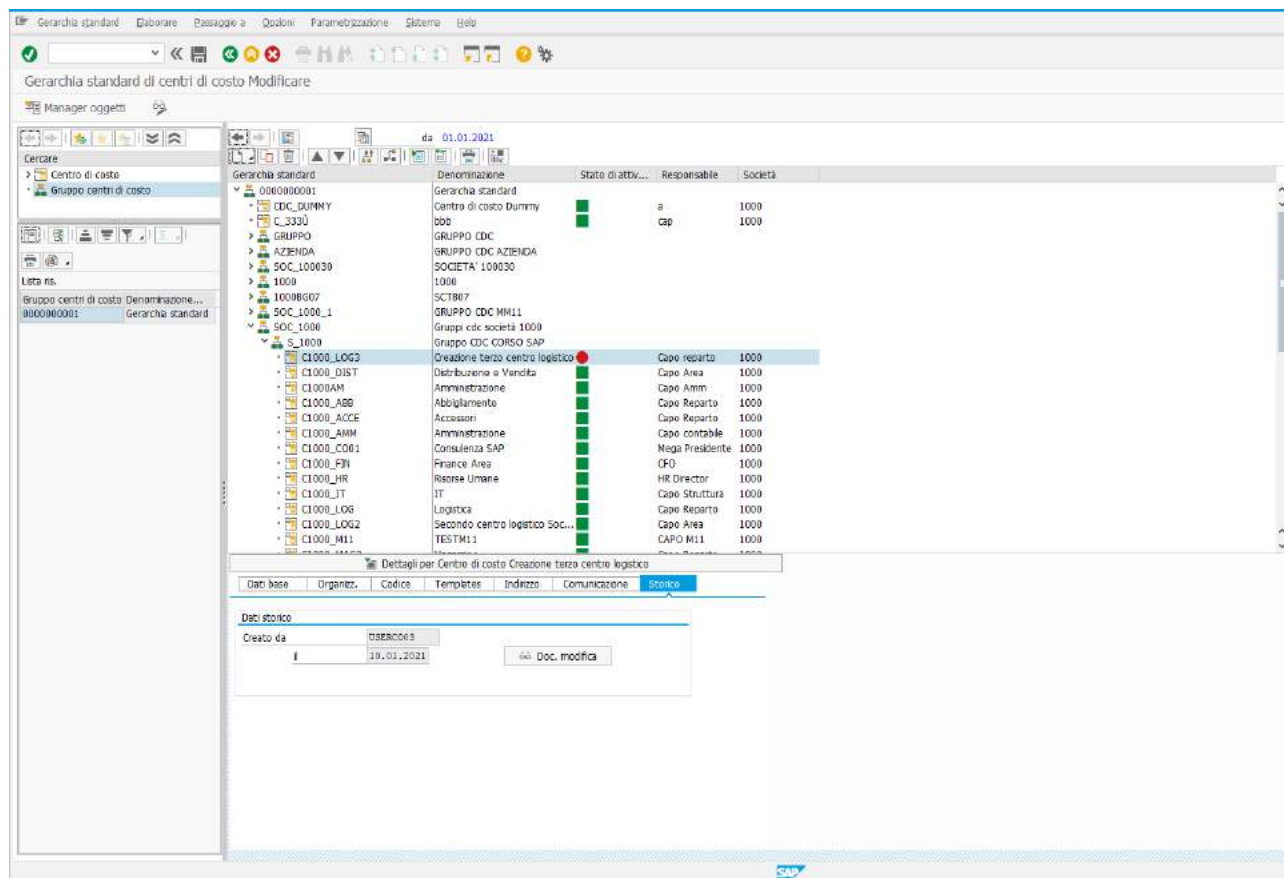 Gerarchia standard Elaborare Passaggio a Opzioni Parametrizzazione Sistema Help
Gerarchia standard di centri di costo Modificare
Manager oggetti
da 01.01.2021
Cercare
Centro di costo
Gruppo centri di costo
Lista ris.
Gruppo centri di costo Denominazione...
0000000001 Gerarchia standard
Gerarchia standard Denominazione Stato di attiv... Responsabile Società
0000000001 Gerarchia standard
CDC_DUMMY Centro di costo Dummy a 1000
C_333Ù bbb cap 1000
GRUPPO GRUPPO CDC
AZIENDA GRUPPO CDC AZIENDA
SOC_100030 SOCIETA' 100030
1000 1000
1000BG07 SCTB07
SOC_1000_1 GRUPPO CDC MM11
SOC_1000 Gruppi cdc società 1000
S_1000 Gruppo CDC CORSO SAP
C1000_LOG3 Creazione terzo centro logistico Capo reparto 1000
C1000_DIST Distribuzione e Vendita Capo Area 1000
C1000AM Amministrazione Capo Amm 1000
C1000_ABB Abbigliamento Capo Reparto 1000
C1000_ACCE Accessori Capo Reparto 1000
C1000_AMM Amministrazione Capo contabile 1000
C1000_CO01 Consulenza SAP Mega Presidente 1000
C1000_FIN Finance Area CFO 1000
C1000_HR Risorse Umane HR Director 1000
C1000_IT IT Capo Struttura 1000
C1000_LOG Logistica Capo Reparto 1000
C1000_LOG2 Secondo centro logistico Soc... Capo Area 1000
C1000_M11 TESTM11 CAPO M11 1000
Dettagli per Centro di costo Creazione terzo centro logistico
Dati base Organizz. Codice Templates Indirizzo Comunicazione Storico
Dati storico
Creato da USERCO03
il 10.01.2021 Doc. modifica
SAP